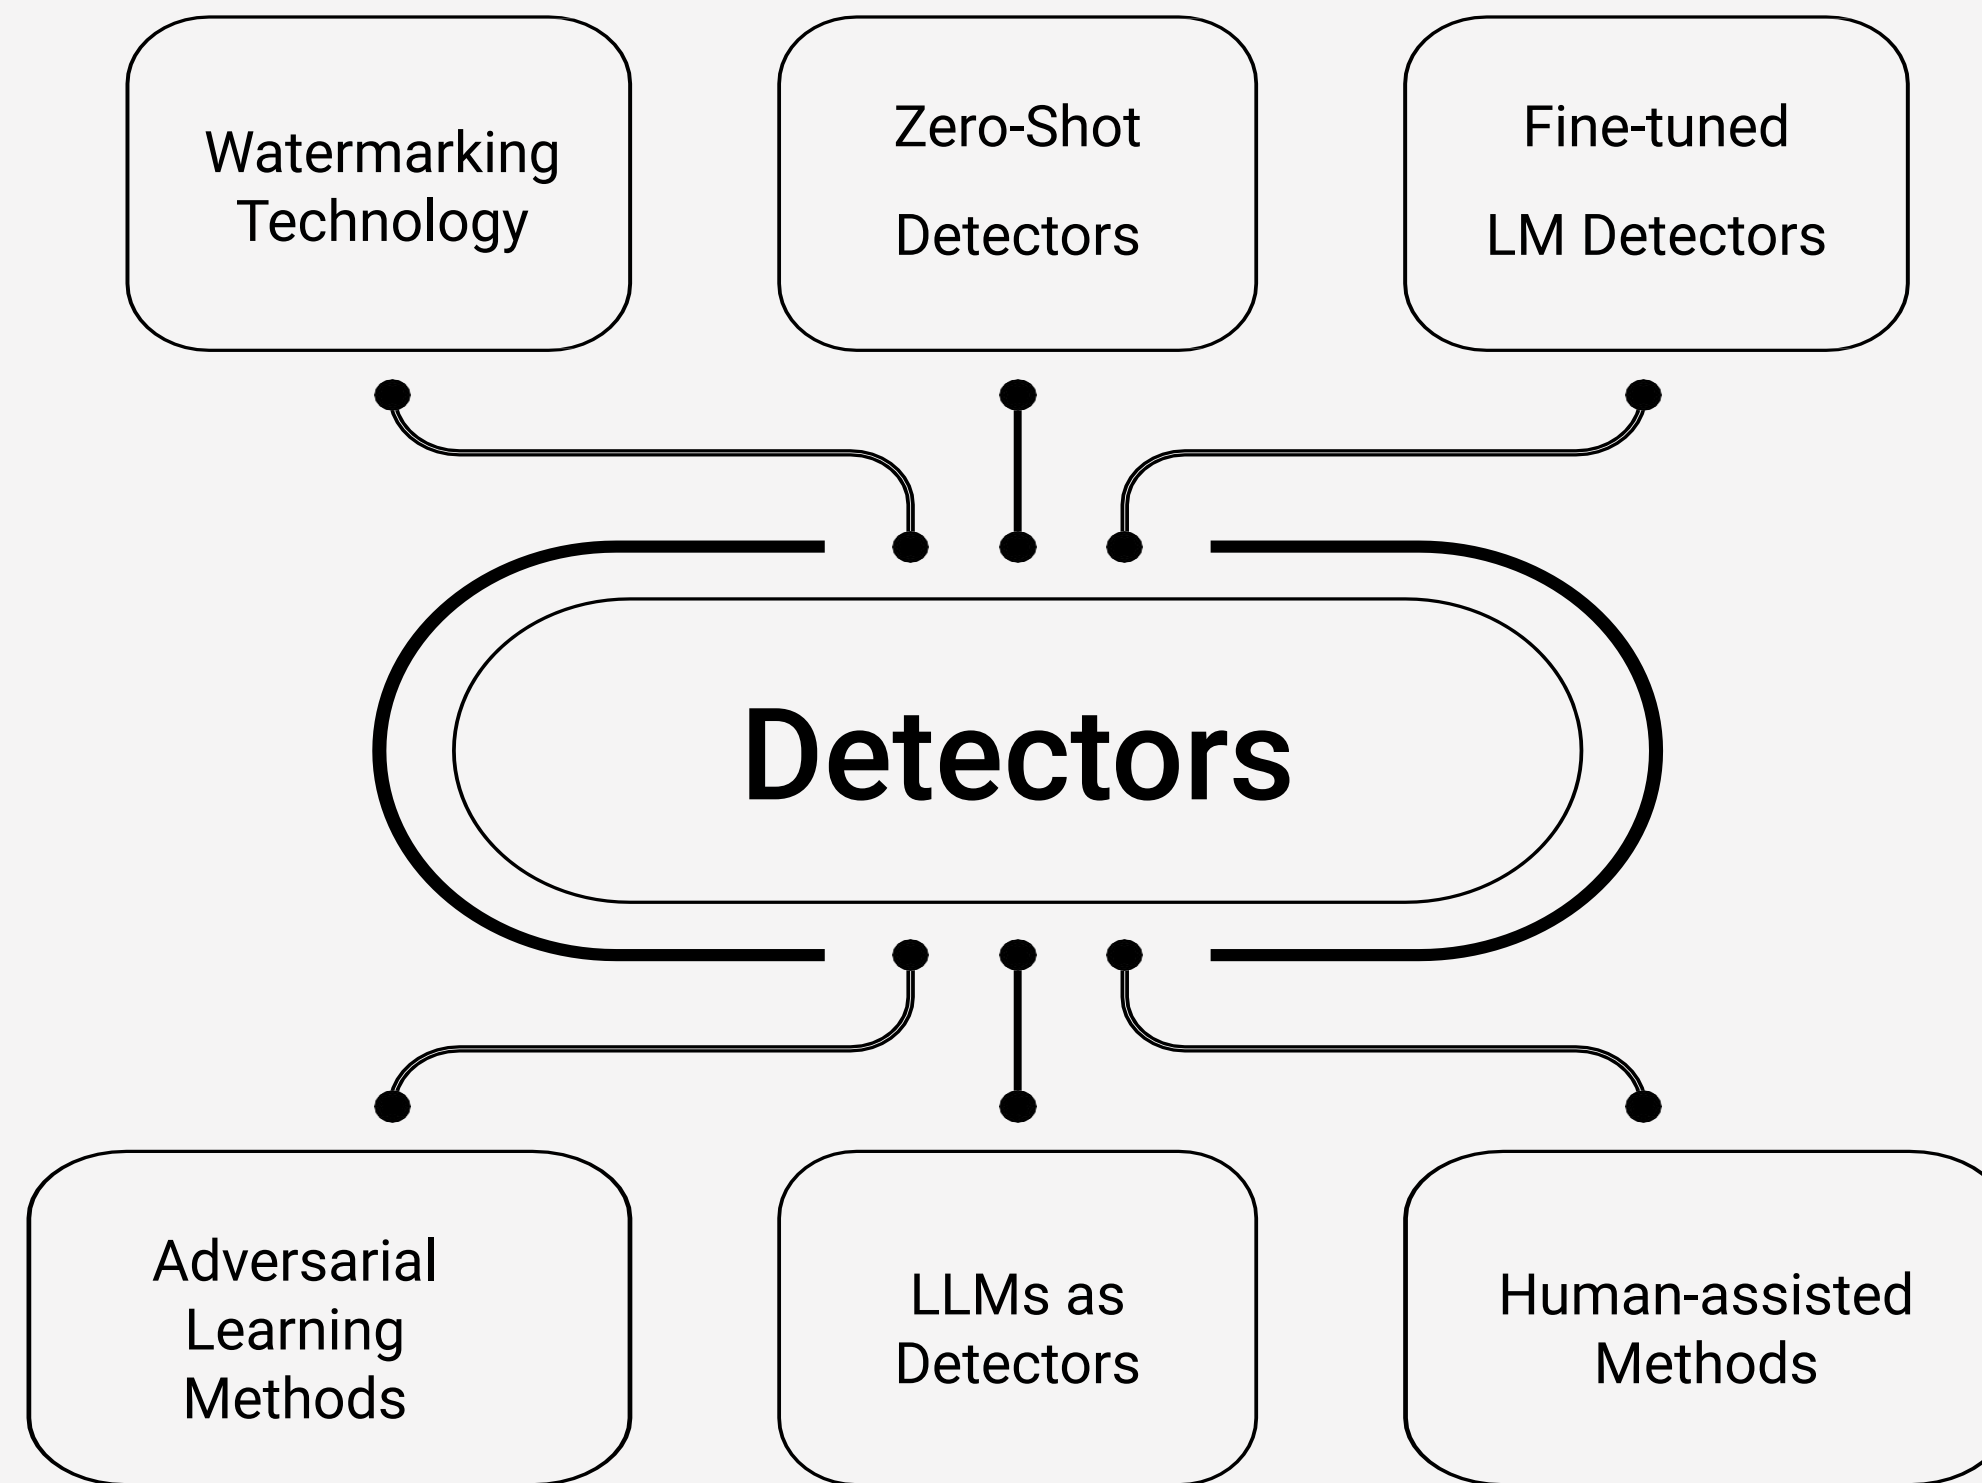 Watermarking
Technology
Zero-Shot
Detectors
Fine-tuned
LM Detectors
Detectors
Adversarial
Learning
Methods
LLMs as
Detectors
Human-assisted
Methods